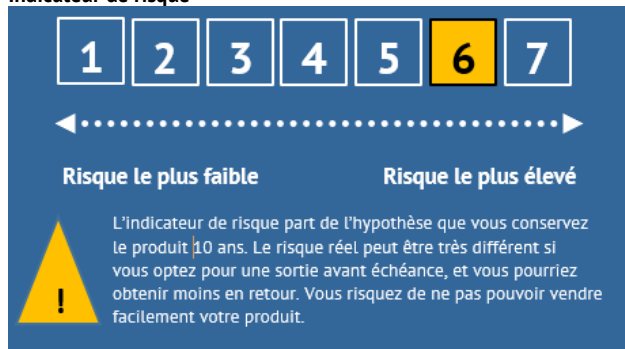 Indicateur de risque
1 2 3 4 5 6 7
Risque le plus faible Risque le plus élevé
L'indicateur de risque part de l'hypothèse que vous conservez
le produit 10 ans. Le risque réel peut être très différent si
vous optez pour une sortie avant échéance, et vous pourriez
obtenir moins en retour. Vous risquez de ne pas pouvoir vendre
facilement votre produit.
!